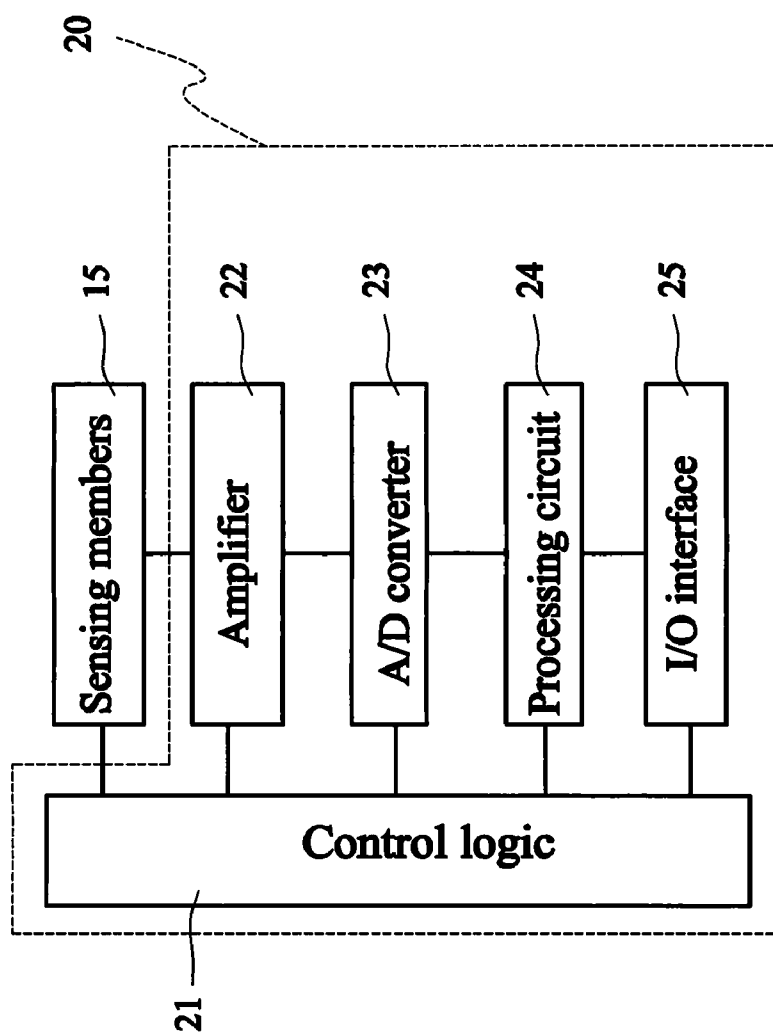 20
15
Sensing members
22
Amplifier
23
A/D converter
24
Processing circuit
25
I/O interface
Control logic
21